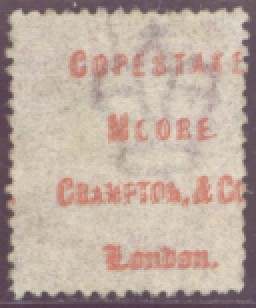 COPESTAKE
MOORE
CRAMPTON, & CO
London.